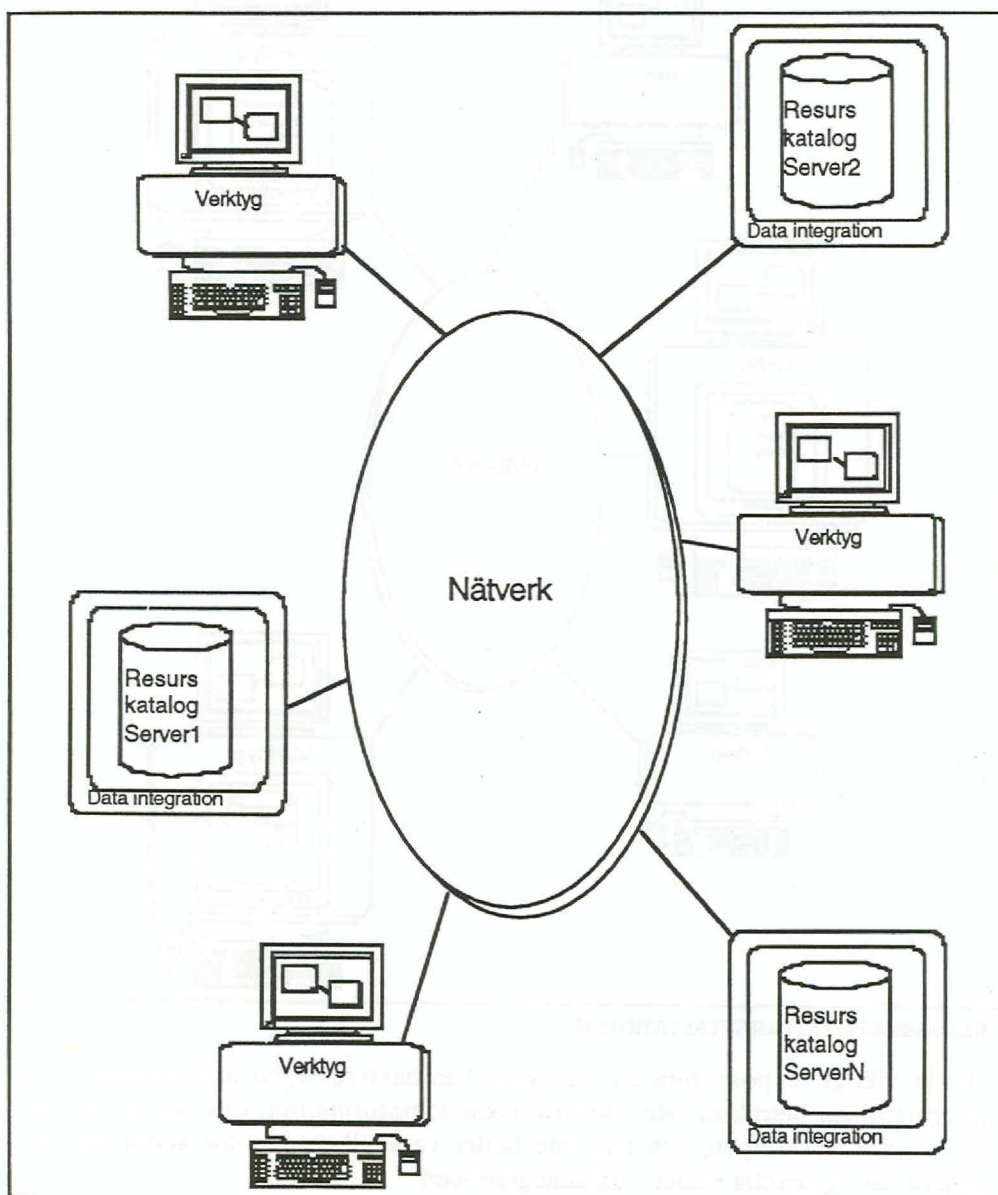 Verktyg
Resurs
katalog
Server2
Data integration
Verktyg
Nätverk
Resurs
katalog
Server1
Data integration
Verktyg
Resurs
katalog
ServerN
Data integration